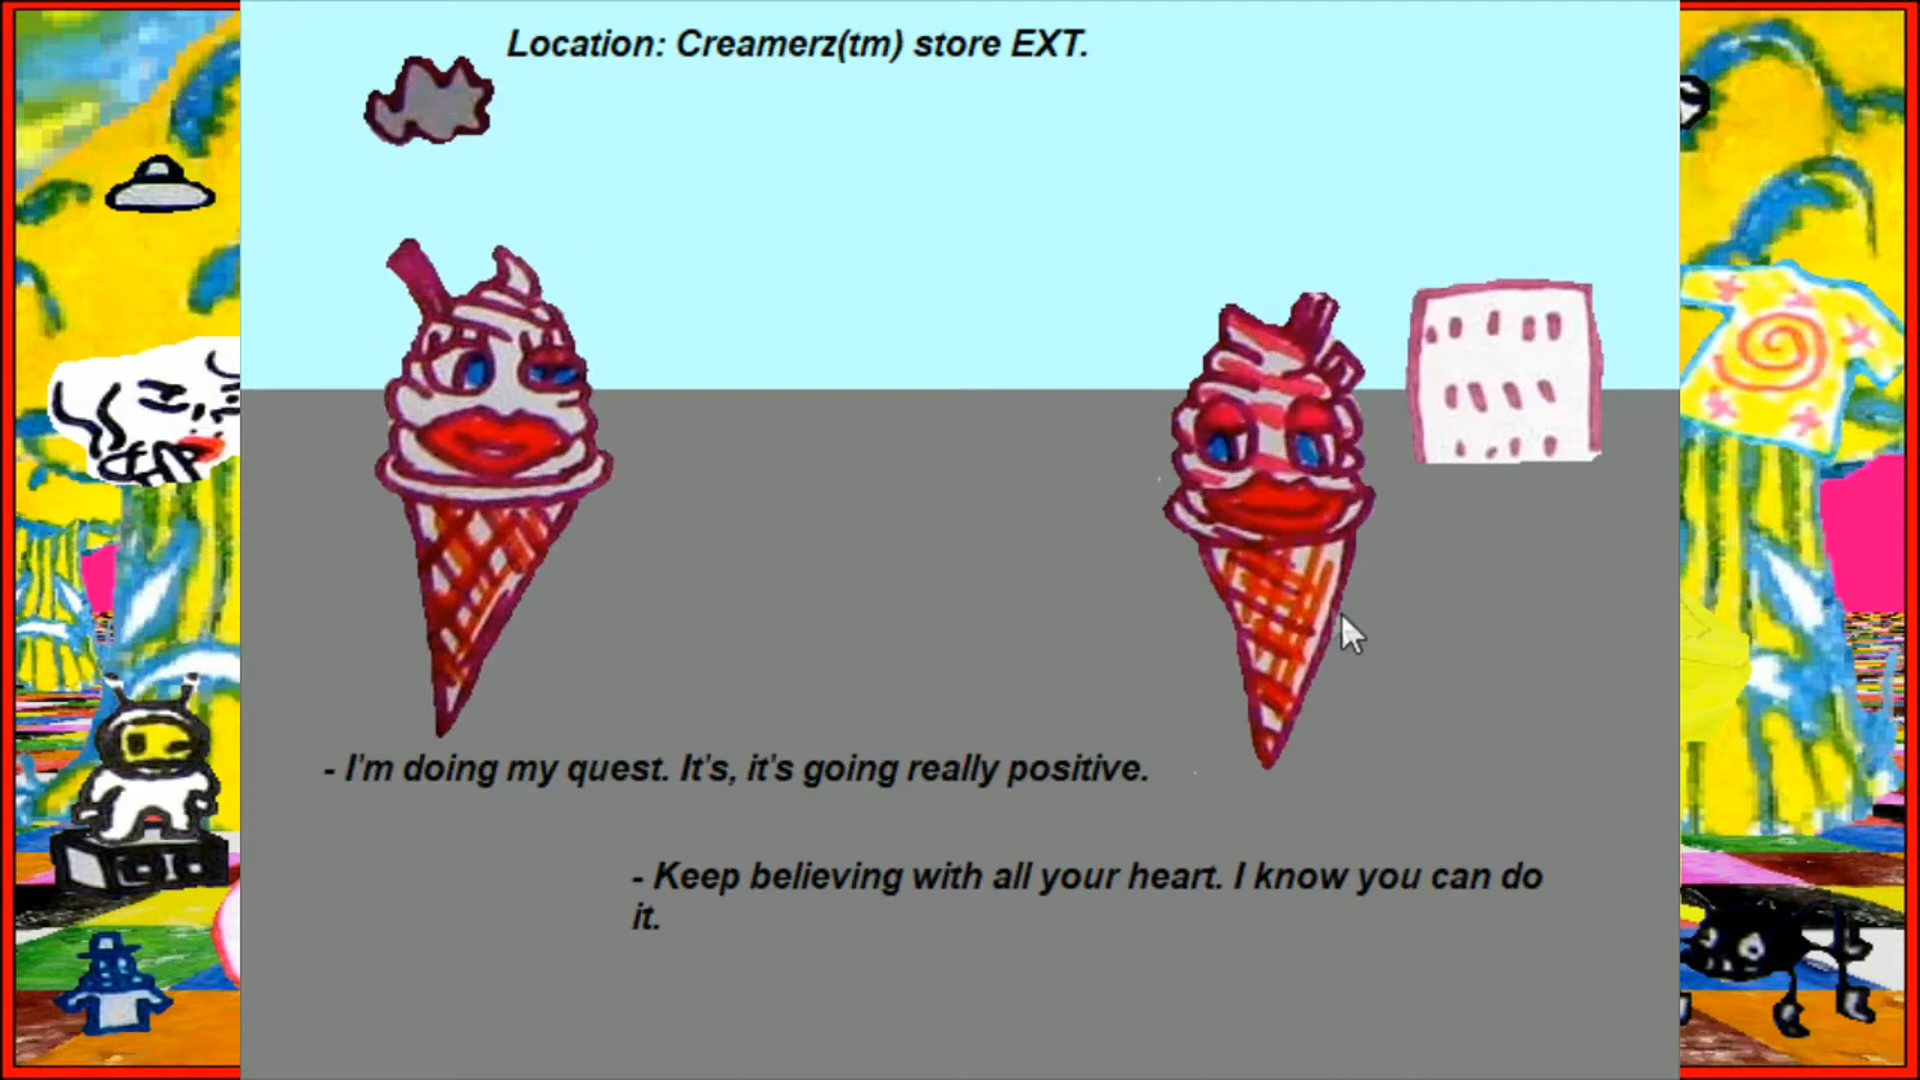 Location: Creamerz(tm) store EXT.
- I'm doing my quest. It's, it's going really positive.
- Keep believing with all your heart. I know you can do
it.